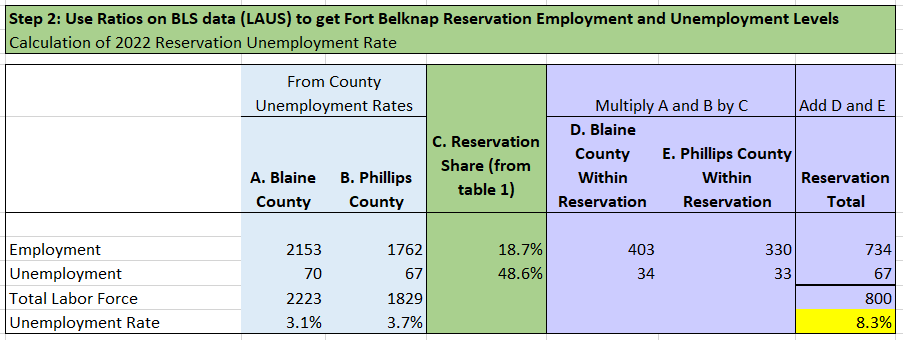 Step 2: Use Ratios on BLS data (LAUS) to get Fort Belknap Reservation Employment and Unemployment Levels
Calculation of 2022 Reservation Unemployment Rate
From County
Unemployment Rates
Multiply A and B by C
Add D and E
A. Blaine
County
B. Phillips
County
C. Reservation
Share (from
table 1)
D. Blaine
County
Within
Reservation
E. Phillips County
Within
Reservation
Reservation
Total
Employment 2153 1762 18.7% 403 330 734
Unemployment 70 67 48.6% 34 33 67
Total Labor Force 2223 1829 800
Unemployment Rate 3.1% 3.7% 8.3%